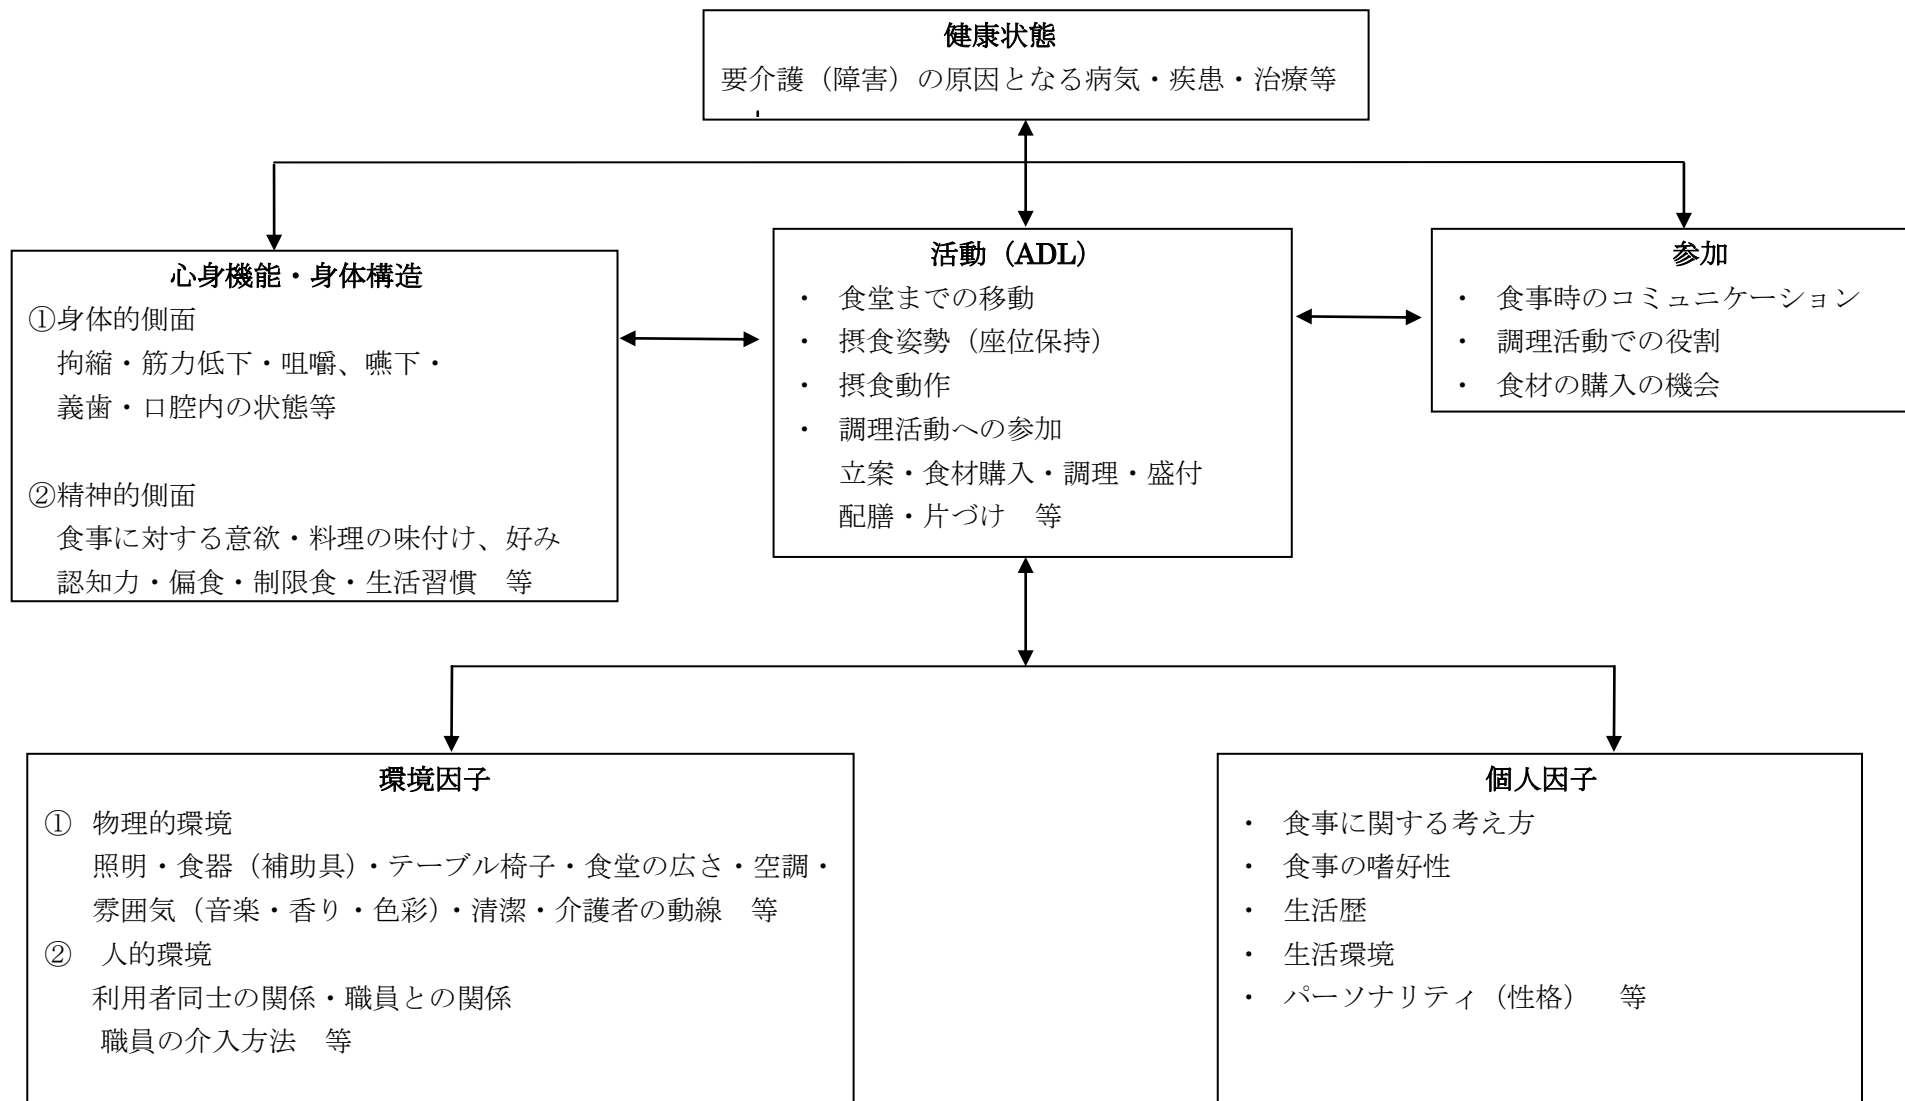 健康状態
要介護（障害）の原因となる病気・疾患・治療等
心身機能・身体構造
①身体的側面
拘縮・筋力低下・咀嚼、嚥下・
義歯・口腔内の状態等
②精神的側面
食事に対する意欲・料理の味付け、好み
認知力・偏食・制限食・生活習慣　等
活動（ADL）
・ 食堂までの移動
・ 摂食姿勢（座位保持）
・ 摂食動作
・ 調理活動への参加
立案・食材購入・調理・盛付
配膳・片づけ　等
参加
・ 食事時のコミュニケーション
・ 調理活動での役割
・ 食材の購入の機会
環境因子
① 物理的環境
照明・食器（補助具）・テーブル椅子・食堂の広さ・空調・
雰囲気（音楽・香り・色彩）・清潔・介護者の動線　等
② 人的環境
利用者同士の関係・職員との関係
職員の介入方法　等
個人因子
・ 食事に関する考え方
・ 食事の嗜好性
・ 生活歴
・ 生活環境
・ パーソナリティ（性格）　等